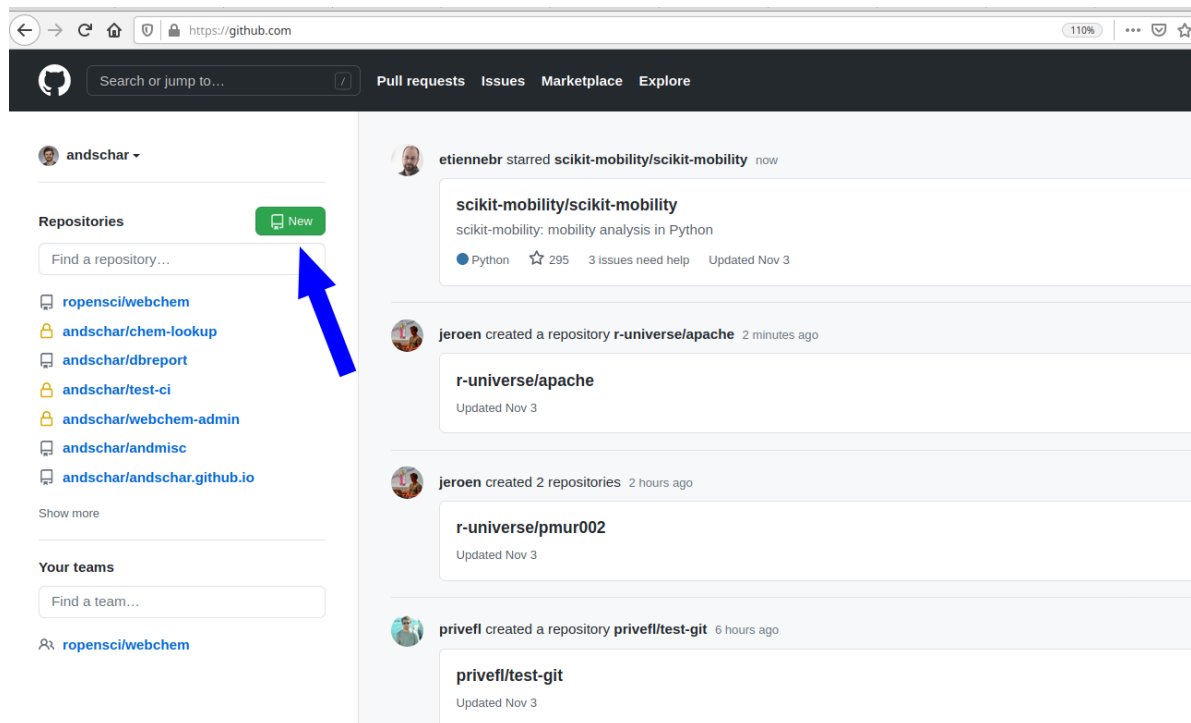 https://github.com
110%
Search or jump to… /
Pull requests Issues Marketplace Explore
andschar
Repositories
New
Find a repository…
ropensci/webchem
andschar/chem-lookup
andschar/dbreport
andschar/test-ci
andschar/webchem-admin
andschar/andmisc
andschar/andschar.github.io
Show more
Your teams
Find a team…
ropensci/webchem
etiennebr starred scikit-mobility/scikit-mobility now
scikit-mobility/scikit-mobility
scikit-mobility: mobility analysis in Python
Python 295 3 issues need help Updated Nov 3
jeroen created a repository r-universe/apache 2 minutes ago
r-universe/apache
Updated Nov 3
jeroen created 2 repositories 2 hours ago
r-universe/pmur002
Updated Nov 3
privefl created a repository privefl/test-git 6 hours ago
privefl/test-git
Updated Nov 3